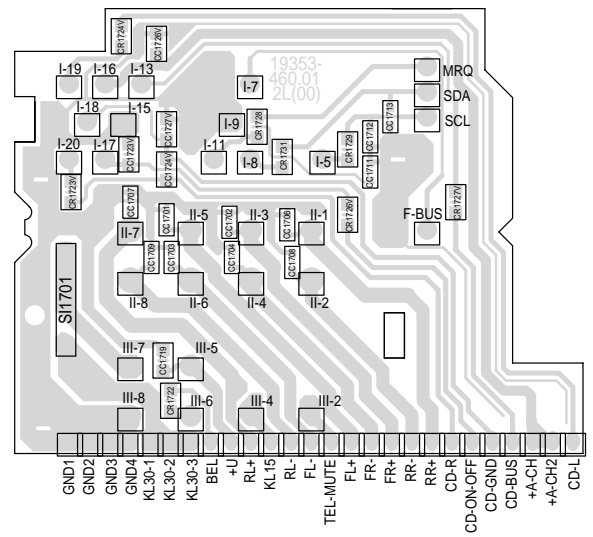 CR1724V
CC1726V
I-19
I-16
I-13
19353-
460.01
2L(00)
I-7
MRQ
SDA
SCL
I-18
I-15
I-9
CC1727V
CR1728
CR1729
CC1712
CC1713
I-20
I-17
CC1723V
CC1724V
I-11
I-8
CR1731
I-5
CC1711
CR1723V
CC1707
CC1701
CC1702
CC1706
CR1726V
CR1727V
II-7
II-5
II-3
II-1
F-BUS
CC1709
CC1703
CC1704
CC1708
II-8
II-6
II-4
II-2
SI1701
III-7
III-5
CC1719
III-8
CR1722
III-6
III-4
III-2
GND1
GND2
GND3
GND4
KL30-1
KL30-2
KL30-3
BEL
+U
RL+
KL15
RL-
FL-
TEL-MUTE
FL+
FR-
FR+
RR-
RR+
CD-R
CD-ON-OFF
CD-GND
CD-BUS
+A-CH
+A-CH2
CD-L